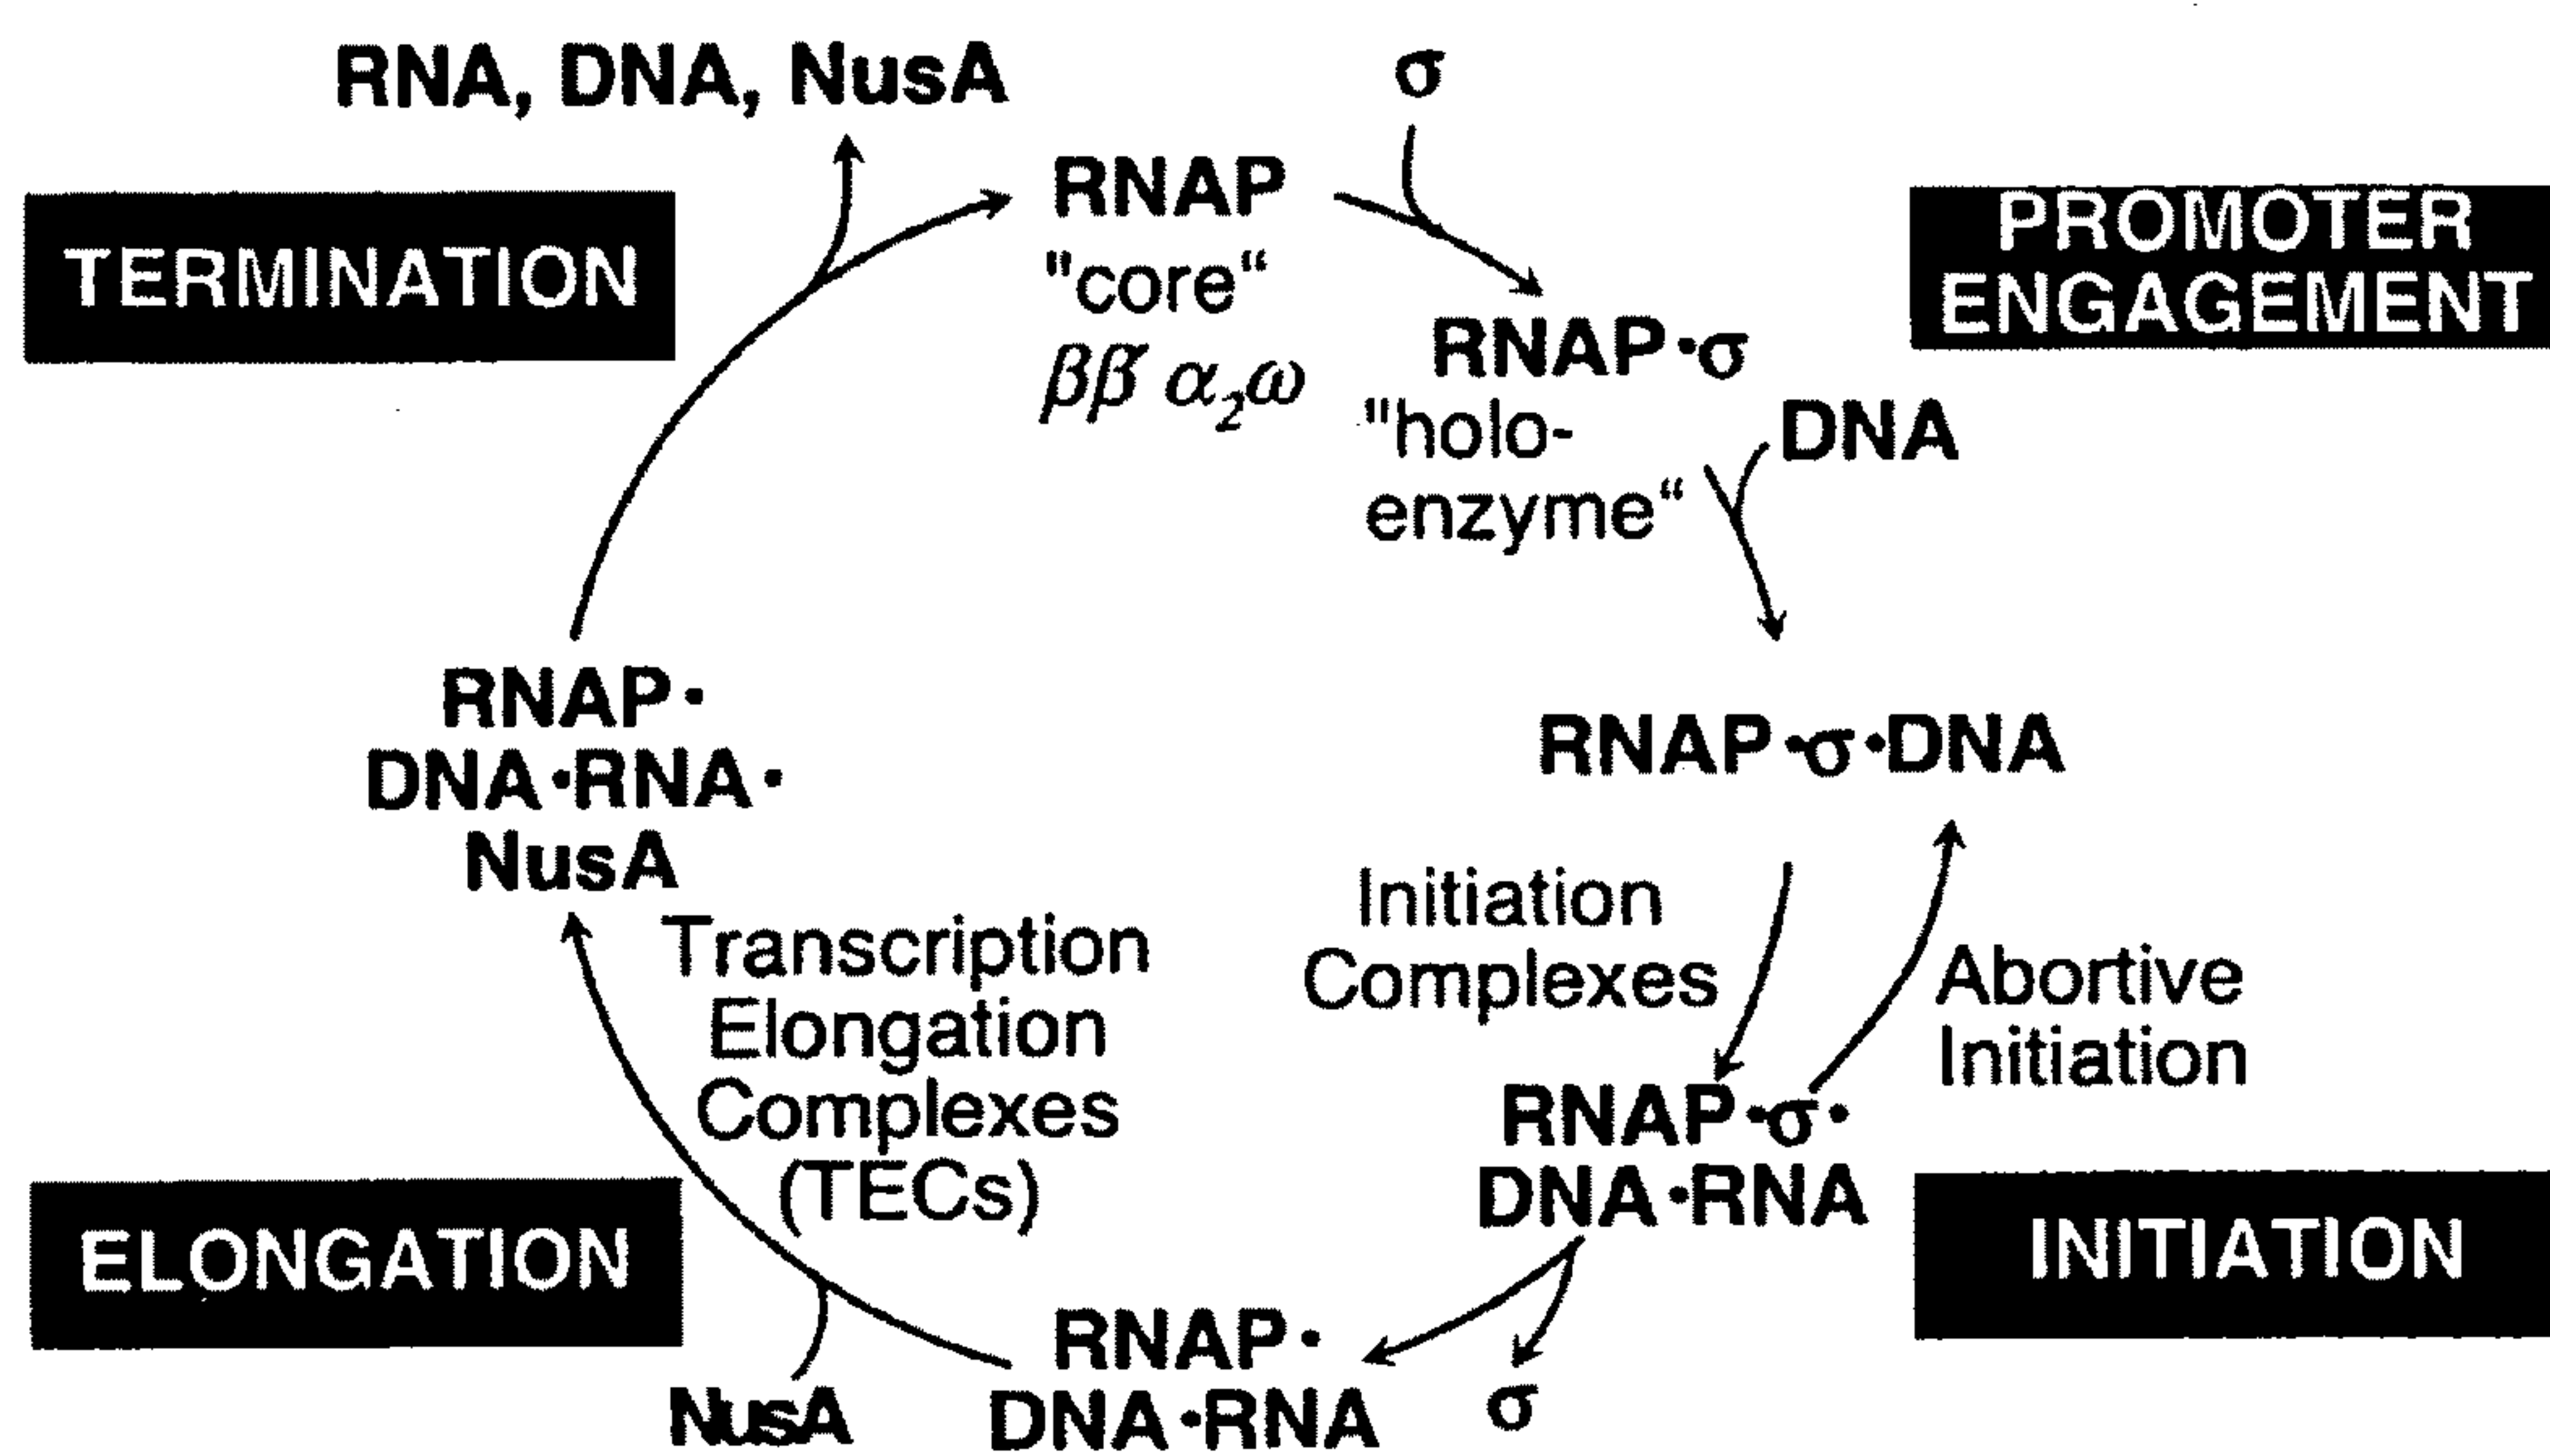 RNA, DNA, NusA
σ
TERMINATION
RNAP
"core“
ββ′ α₂ω
PROMOTER
ENGAGEMENT
RNAP·σ
"holo-
enzyme“
DNA
RNAP·σ·DNA
Initiation
Complexes
Abortive
Initiation
RNAP·σ·
DNA·RNA
INITIATION
σ
RNAP·
DNA·RNA
NusA
ELONGATION
Transcription
Elongation
Complexes
(TECs)
RNAP·
DNA·RNA·
NusA